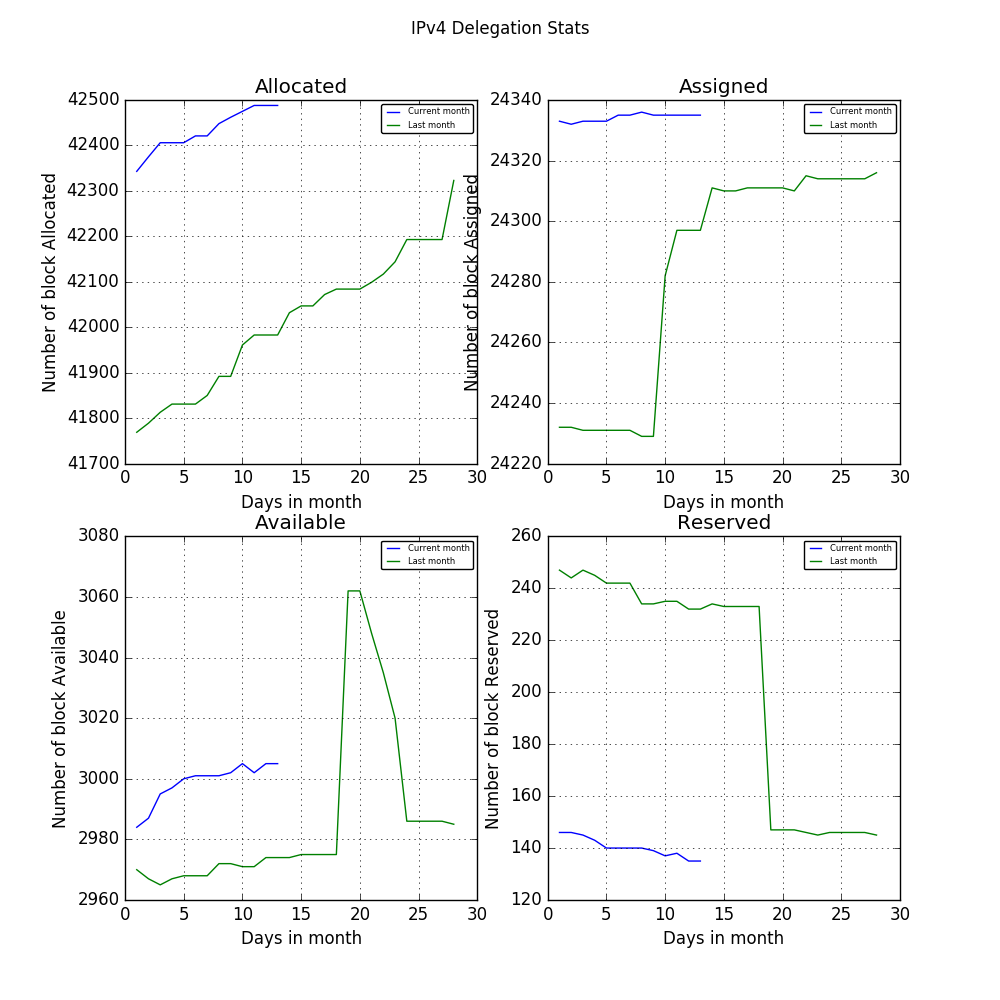 IPv4 Delegation Stats
Allocated
Number of block Allocated
42500
42400
42300
42200
42100
42000
41900
41800
41700
0 5 10 15 20 25 30
Days in month
Current month
Last month
Assigned
Number of block Assigned
24340
24320
24300
24280
24260
24240
24220
0 5 10 15 20 25 30
Days in month
Current month
Last month
Available
Number of block Available
3080
3060
3040
3020
3000
2980
2960
0 5 10 15 20 25 30
Days in month
Current month
Last month
Reserved
Number of block Reserved
260
240
220
200
180
160
140
120
0 5 10 15 20 25 30
Days in month
Current month
Last month